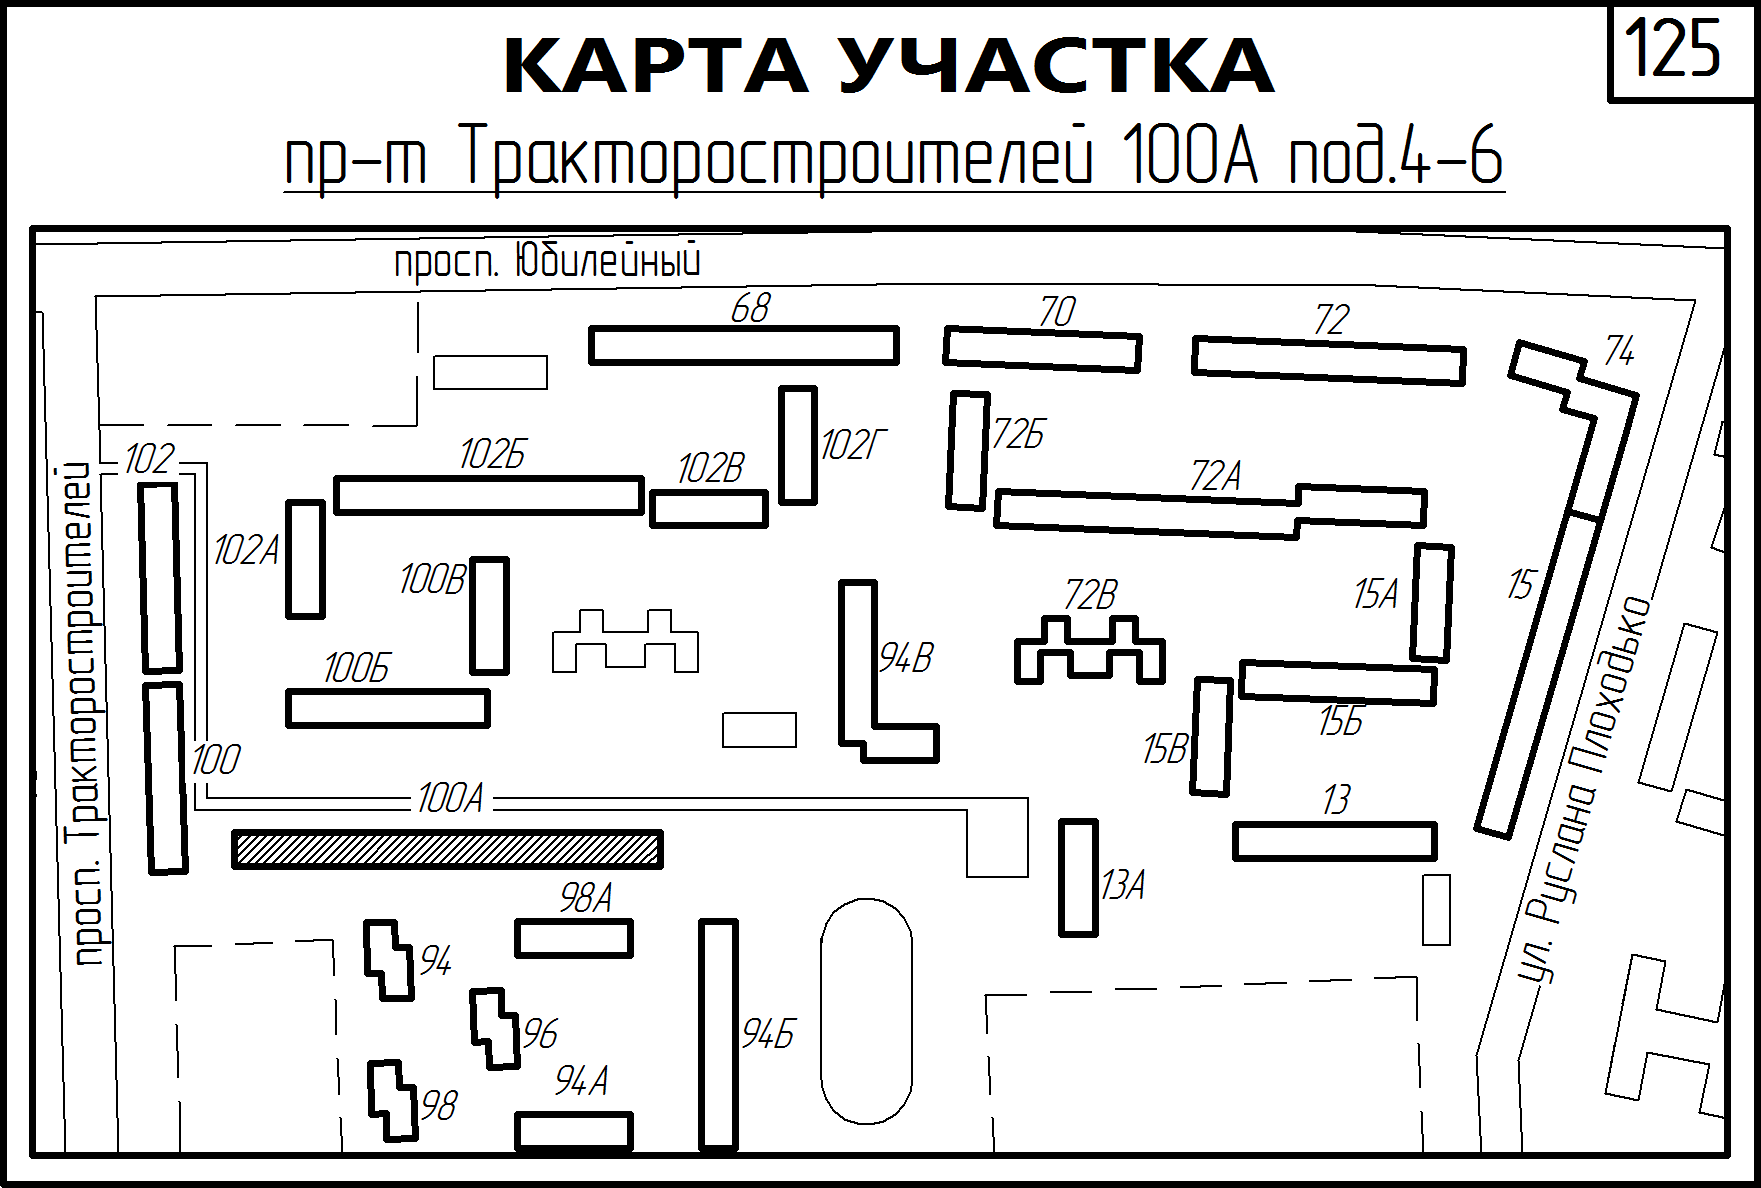 125
КАРТА УЧАСТКА
пр-т Тракторостроителей 100А под.4-6
просп. Юбилейный
68
70
72
74
102
102Б
102В
102Г
72Б
72А
102А
100В
15А
15
72В
94В
100Б
15Б
15В
100
100А
13
13А
просп. Тракторостроителей
ул. Руслана Плоходько
98А
94
96
94Б
94А
98